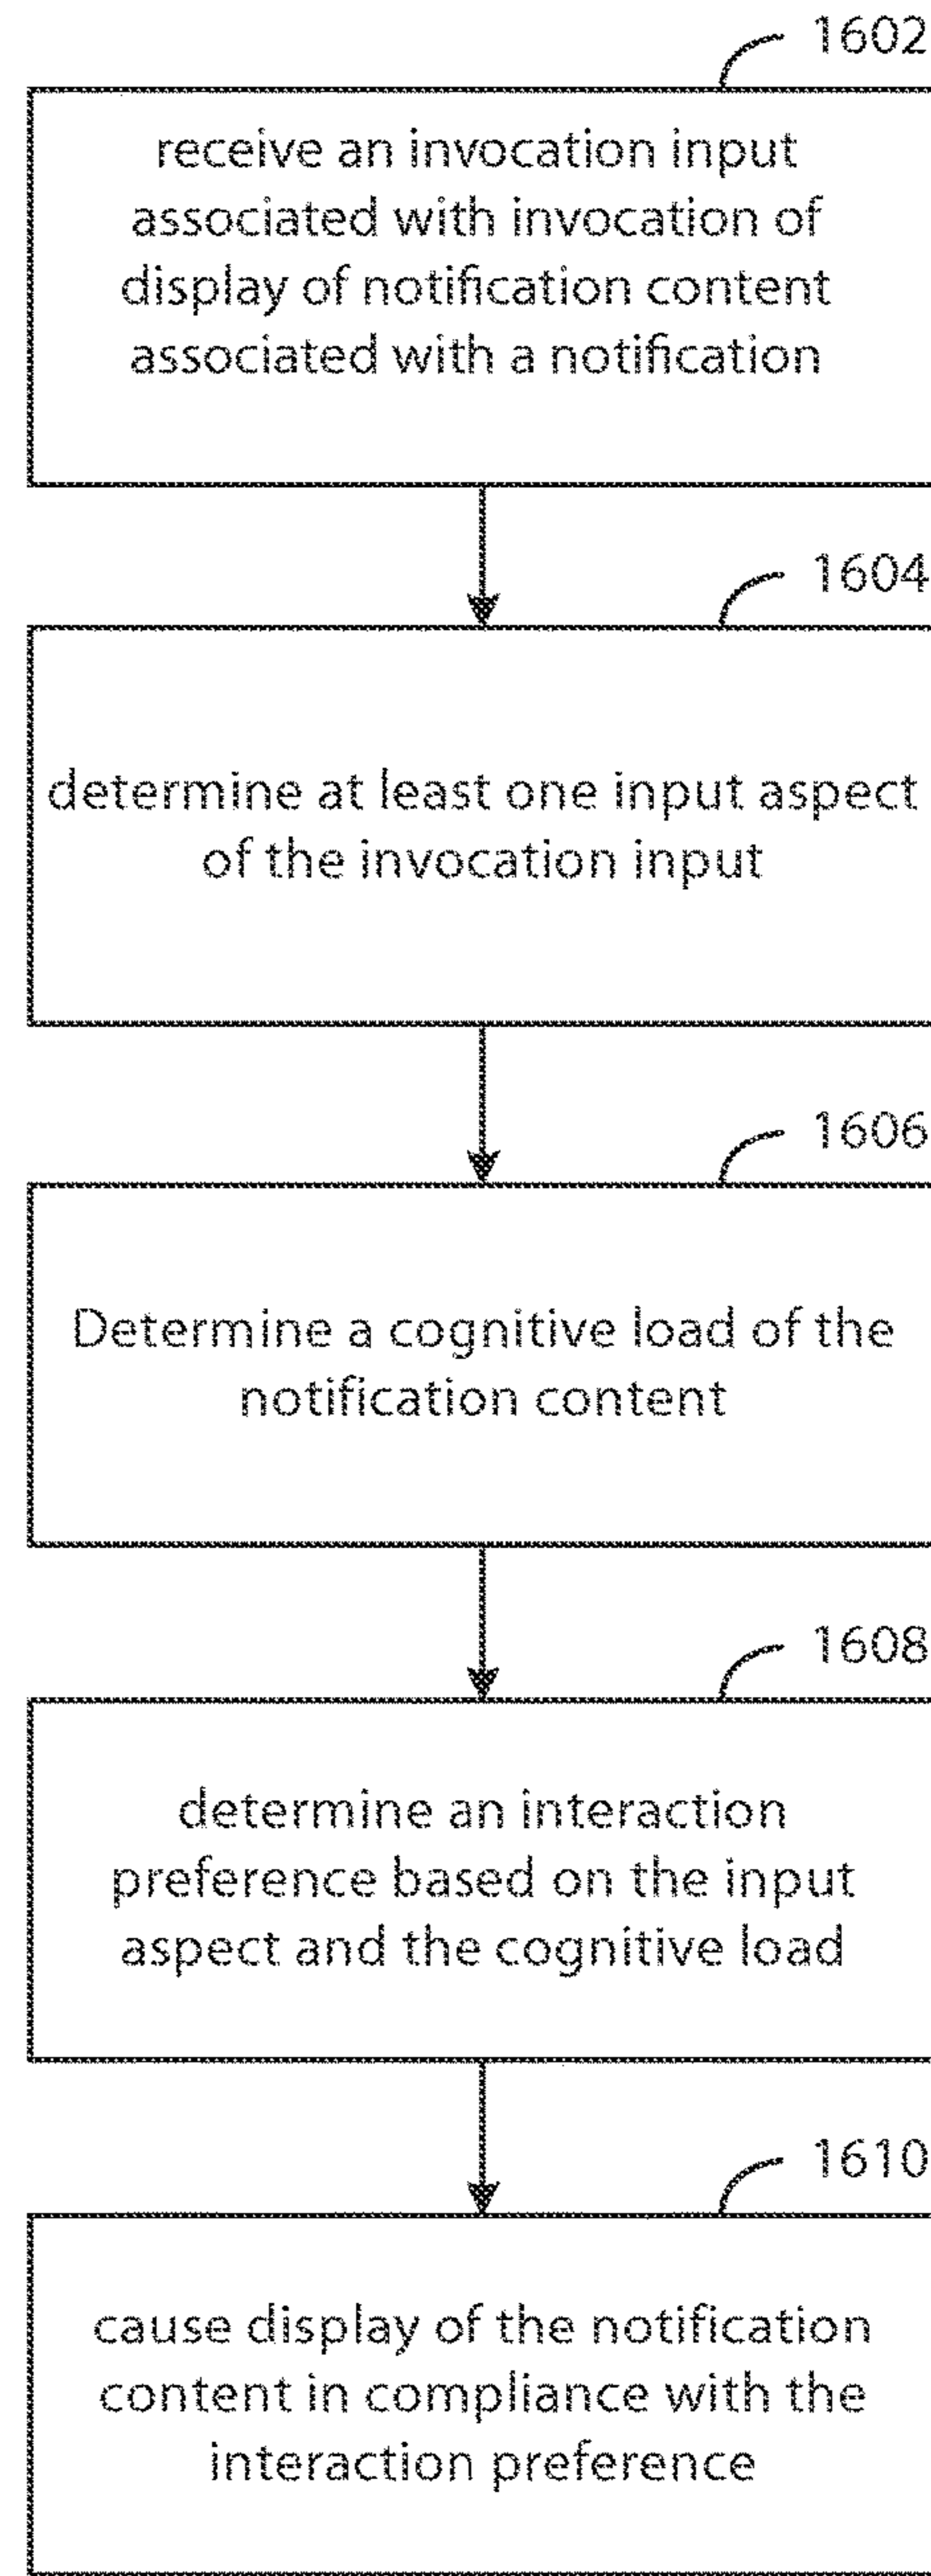 1602
receive an invocation input
associated with invocation of
display of notification content
associated with a notification
1604
determine at least one input aspect
of the invocation input
1606
Determine a cognitive load of the
notification content
1608
determine an interaction
preference based on the input
aspect and the cognitive load
1610
cause display of the notification
content in compliance with the
interaction preference